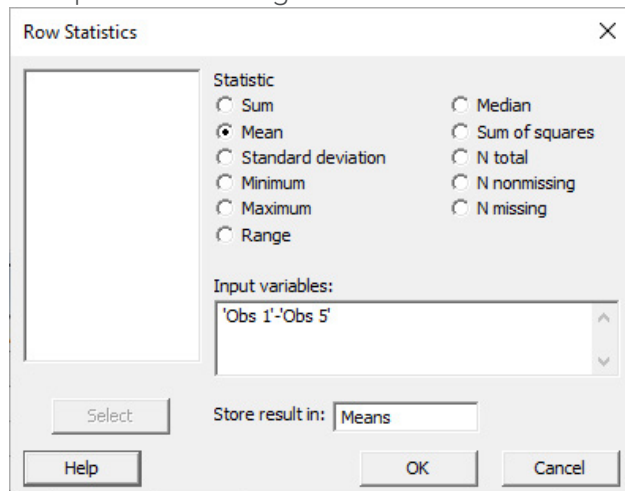 Row Statistics
Statistic
Sum
Mean
Standard deviation
Minimum
Maximum
Range
Median
Sum of squares
N total
N nonmissing
N missing
Input variables:
'Obs 1'-'Obs 5'
Select
Store result in: Means
Help
OK
Cancel